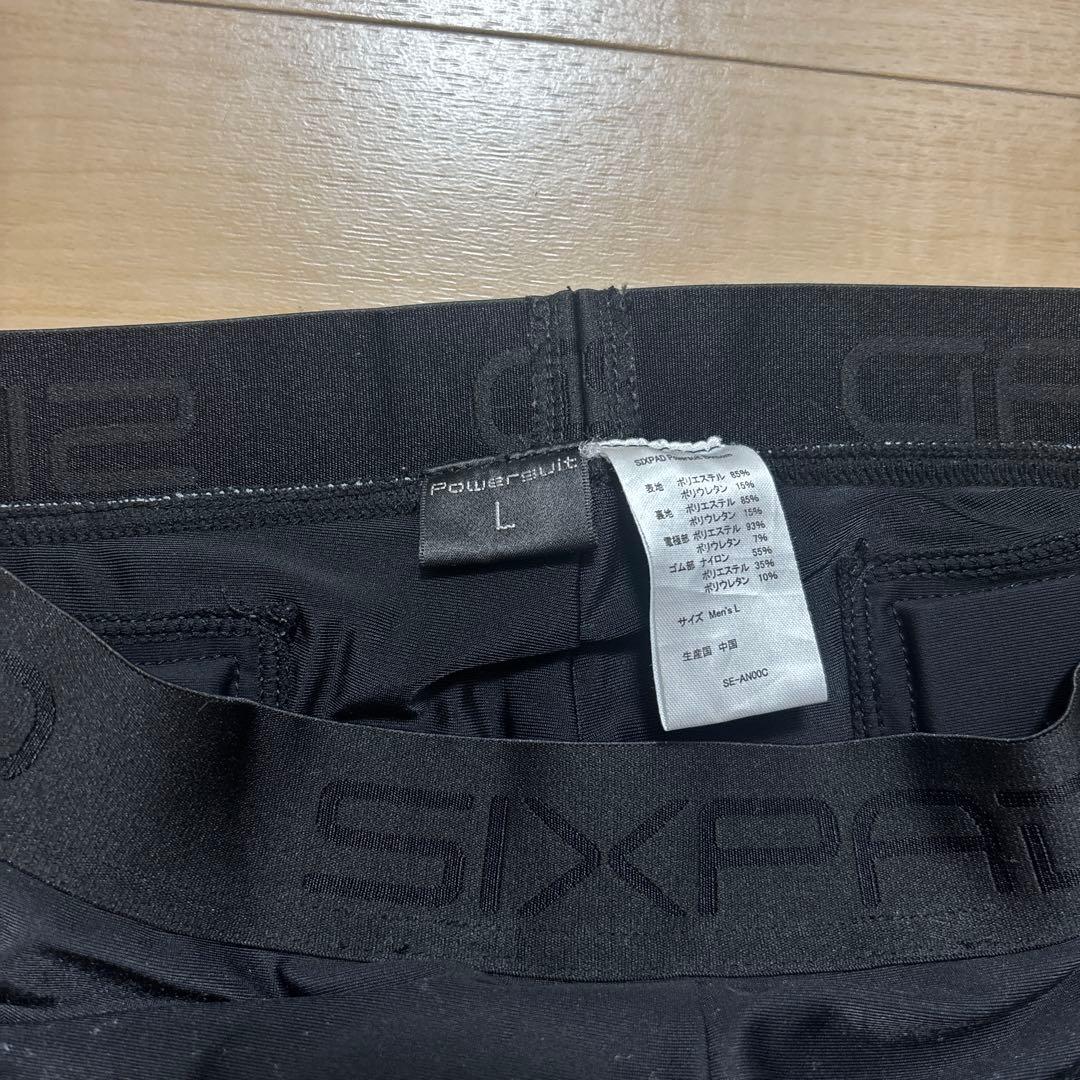 Powersuit
L
SIXPAD Powersuit Bottom
表地 ポリエステル 85%
ポリウレタン 15%
裏地 ポリエステル 85%
ポリウレタン 15%
電極部 ポリエステル 93%
ポリウレタン 7%
ゴム部 ナイロン 55%
ポリエステル 35%
ポリウレタン 10%
サイズ Men's L
生産国 中国
SE-AN00C
SIXPAD